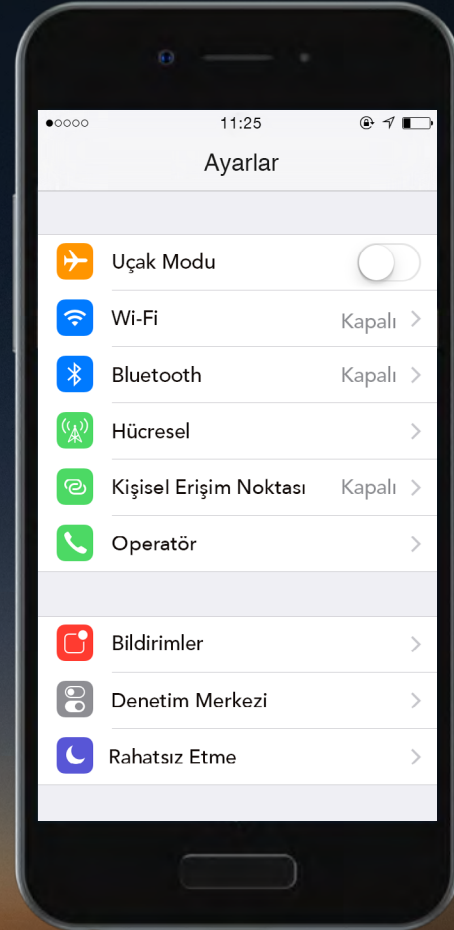 11:25
Ayarlar
Uçak Modu
Wi-Fi Kapalı
Bluetooth Kapalı
Hücresel
Kişisel Erişim Noktası Kapalı
Operatör
Bildirimler
Denetim Merkezi
Rahatsız Etme